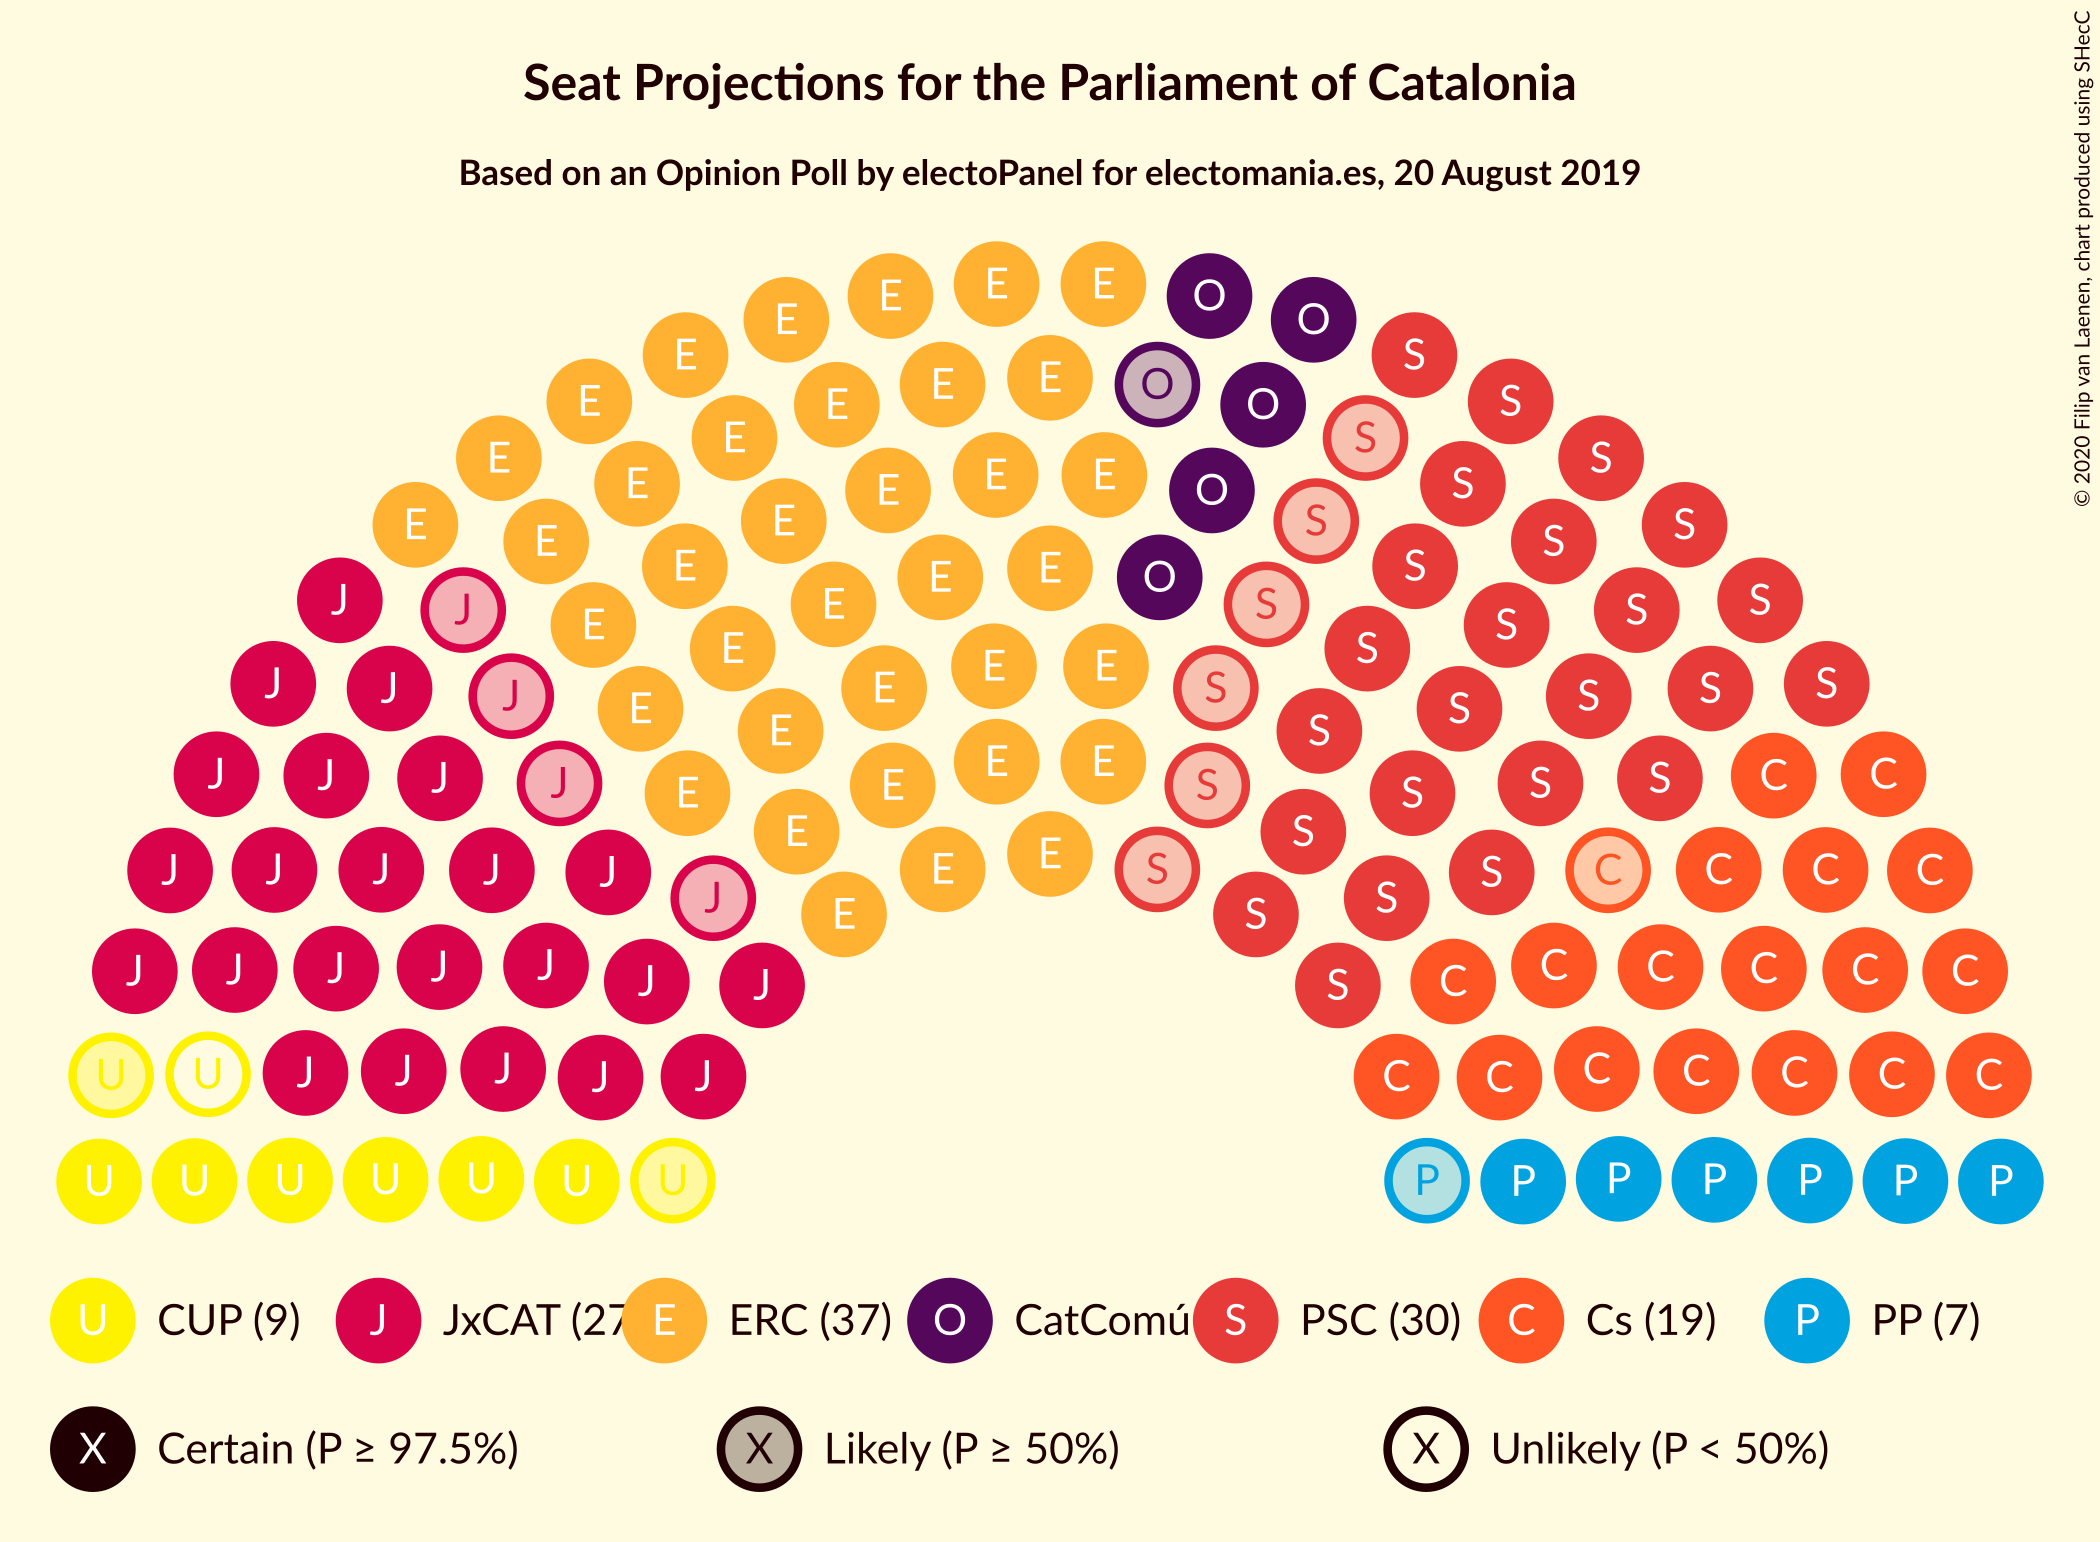 Seat Projections for the Parliament of Catalonia
Based on an Opinion Poll by electoPanel for electomania.es, 20 August 2019
© 2020 Filip van Laenen, chart produced using SHecC
E E E O O
E E S
E E E O O S S
E E S S
E E E E O S S S
E E S S
J J E E E E O S S S S
J J E E E E S S S S S
J J J J E E E S S S S C C
J J J J J J E E E E S S S S C C C C
J J J J J J J E S C C C C C C
U U J J J J J C C C C C C C
U U U U U U U P P P P P P P
U CUP (9) J JxCAT (27 E ERC (37) O CatComú S PSC (30) C Cs (19) P PP (7)
X Certain (P ≥ 97.5%) X Likely (P ≥ 50%) X Unlikely (P < 50%)